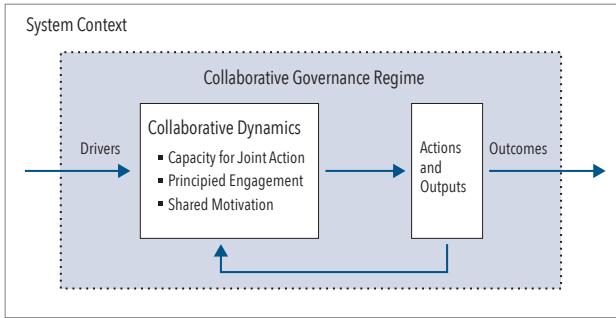 System Context
Collaborative Governance Regime
Drivers
Collaborative Dynamics
▪ Capacity for Joint Action
▪ Principied Engagement
▪ Shared Motivation
Actions
and
Outputs
Outcomes